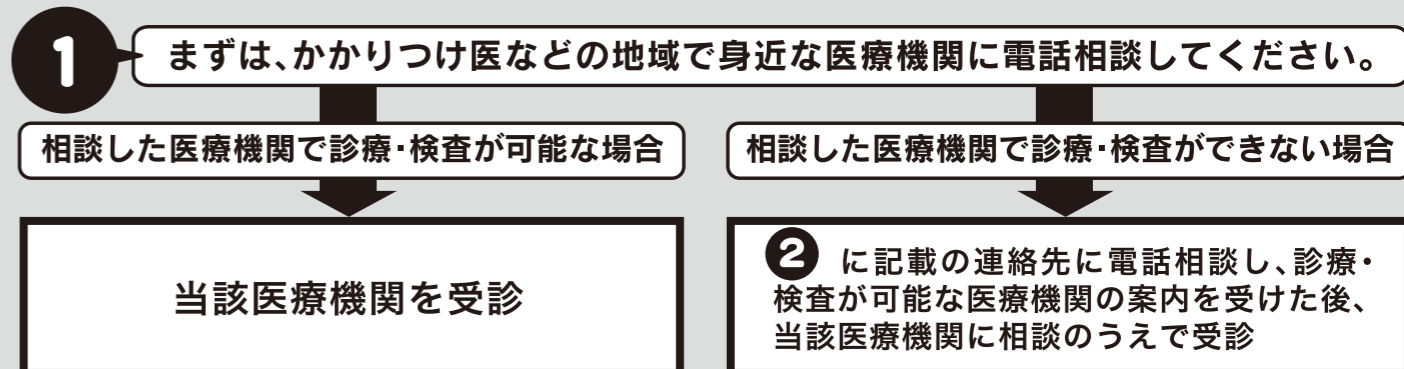 1
まずは、かかりつけ医などの地域で身近な医療機関に電話相談してください。
相談した医療機関で診療・検査が可能な場合
相談した医療機関で診療・検査ができない場合
当該医療機関を受診
2 に記載の連絡先に電話相談し、診療・
検査が可能な医療機関の案内を受けた後、
当該医療機関に相談のうえで受診